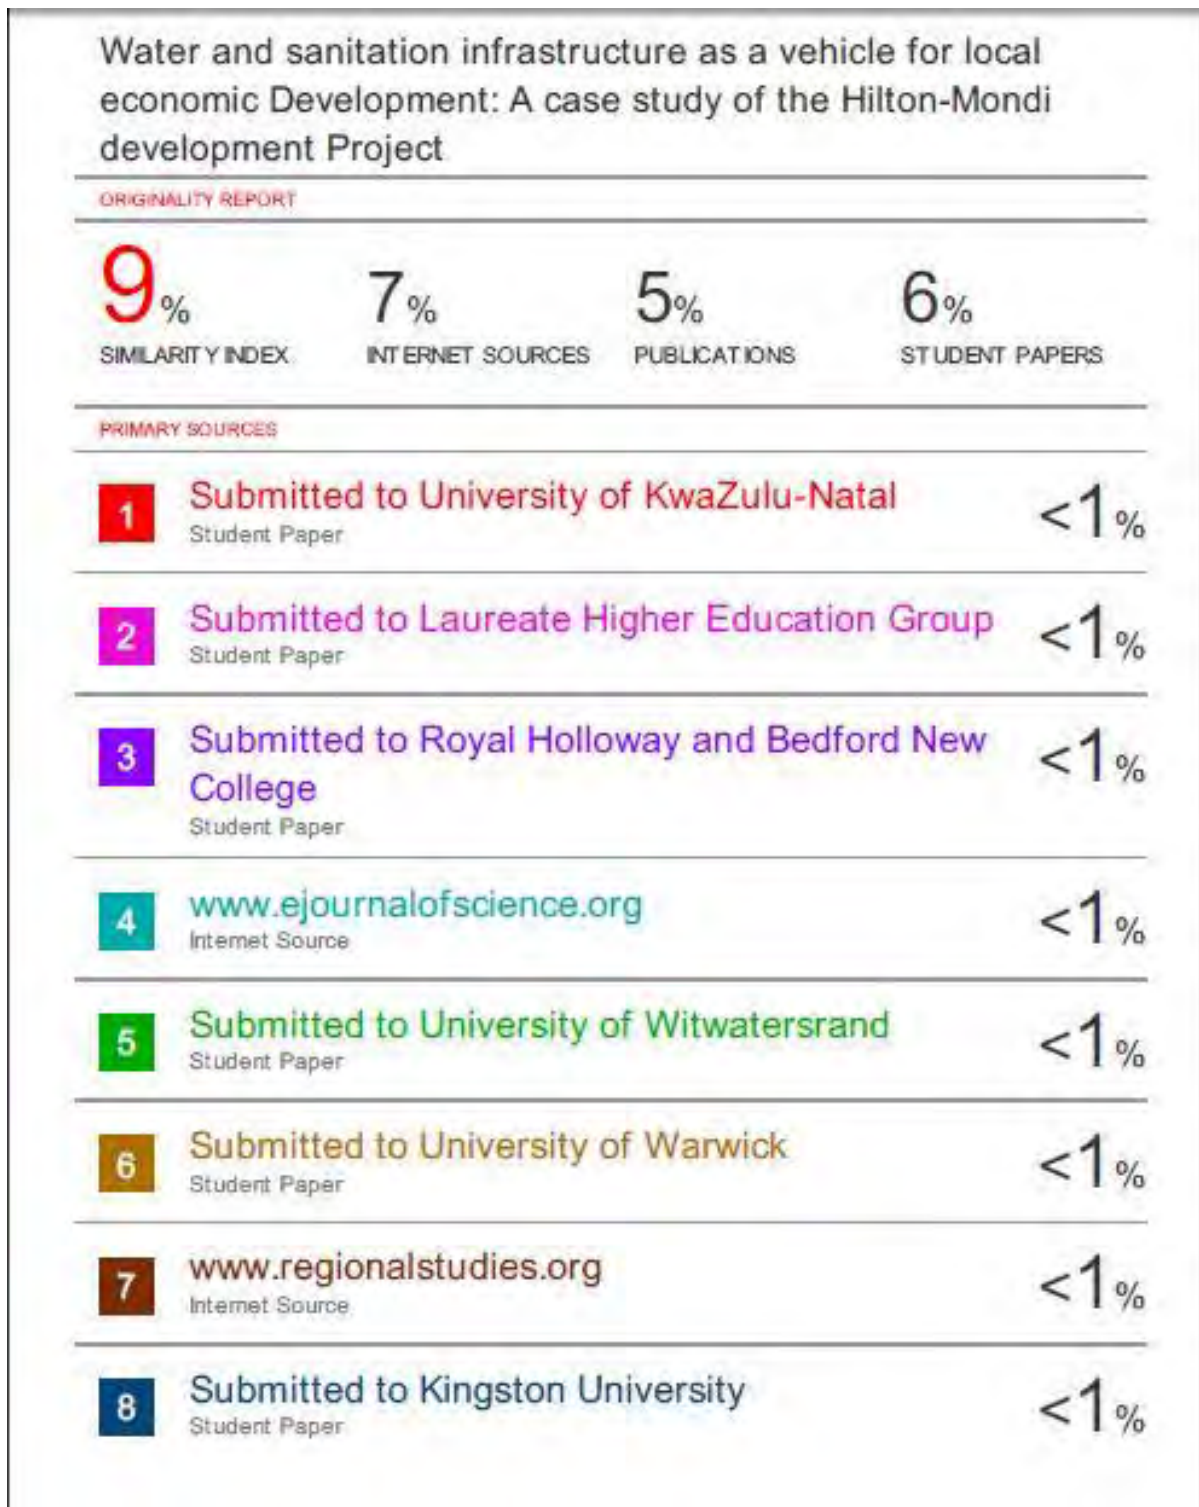 Water and sanitation infrastructure as a vehicle for local
economic Development: A case study of the Hilton-Mondi
development Project
ORIGINALITY REPORT
9% 7% 5% 6%
SIMILARITY INDEX INTERNET SOURCES PUBLICATIONS STUDENT PAPERS
PRIMARY SOURCES
1 Submitted to University of KwaZulu-Natal <1%
Student Paper
2 Submitted to Laureate Higher Education Group <1%
Student Paper
3 Submitted to Royal Holloway and Bedford New <1%
College
Student Paper
4 www.ejournalofscience.org <1%
Internet Source
5 Submitted to University of Witwatersrand <1%
Student Paper
6 Submitted to University of Warwick <1%
Student Paper
7 www.regionalstudies.org <1%
Internet Source
8 Submitted to Kingston University <1%
Student Paper